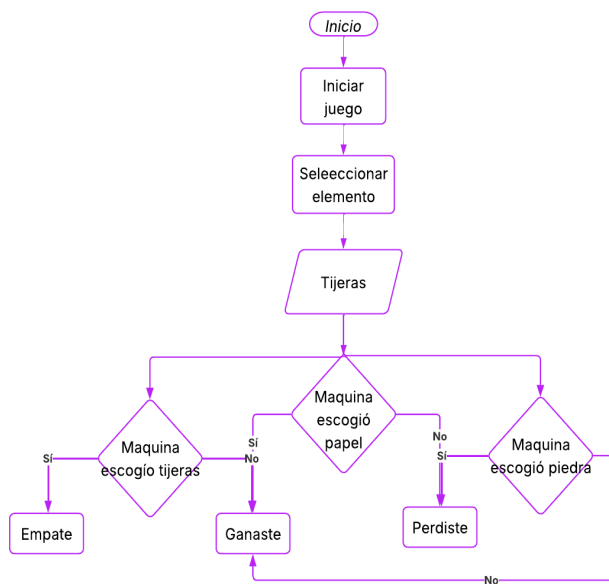 Inicio
Iniciar
juego
Seleeccionar
elemento
Tijeras
Maquina
escogió
papel
Maquina
escogío tijeras
Maquina
escogió piedra
Sí
No
Sí
No
Sí
Empate
Ganaste
Perdiste
No